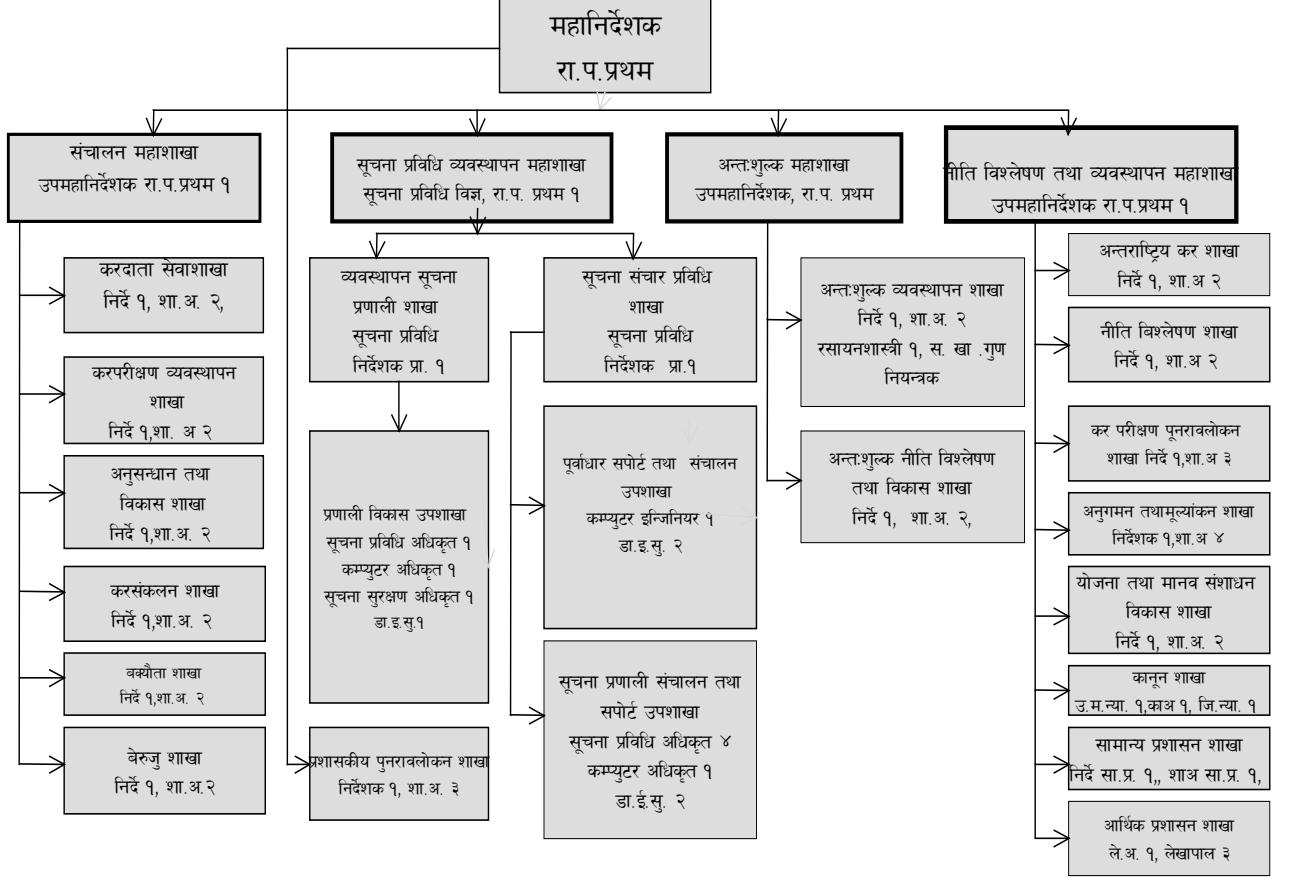 महानिर्देशक
रा.प.प्रथम
संचालन महाशाखा
उपमहानिर्देशक रा.प.प्रथम १
करदाता सेवाशाखा
निर्दे १, शा.अ. २,
करपरीक्षण व्यवस्थापन
शाखा
निर्दे १,शा. अ २
अनुसन्धान तथा
विकास शाखा
निर्दे १,शा.अ. २
करसंकलन शाखा
निर्दे १,शा.अ. २
बक्यौता शाखा
निर्दे १,शा.अ. २
बेरुजु शाखा
निर्दे १, शा.अ.२
सूचना प्रविधि व्यवस्थापन महाशाखा
सूचना प्रविधि विज्ञ, रा.प. प्रथम १
व्यवस्थापन सूचना
प्रणाली शाखा
सूचना प्रविधि
निर्देशक प्रा. १
प्रणाली विकास उपशाखा
सूचना प्रविधि अधिकृत १
कम्प्युटर अधिकृत १
सूचना सुरक्षण अधिकृत १
डा.इ.सु.१
प्रशासकीय पुनरावलोकन शाखा
निर्देशक १, शा.अ. ३
सूचना संचार प्रविधि
शाखा
सूचना प्रविधि
निर्देशक प्रा.१
पूर्वाधार सपोर्ट तथा संचालन
उपशाखा
कम्प्युटर इन्जिनियर १
डा.इ.सु. २
सूचना प्रणाली संचालन तथा
सपोर्ट उपशाखा
सूचना प्रविधि अधिकृत ४
कम्प्युटर अधिकृत १
डा.ई.सु. २
अन्तःशुल्क महाशाखा
उपमहानिर्देशक, रा.प. प्रथम
अन्तःशुल्क व्यवस्थापन शाखा
निर्दे १, शा.अ. २
रसायनशास्त्री १, स. खा .गुण
नियन्त्रक
अन्तःशुल्क नीति विश्लेषण
तथा विकास शाखा
निर्दे १, शा.अ. २,
नीति विश्लेषण तथा व्यवस्थापन महाशाखा
उपमहानिर्देशक रा.प.प्रथम १
अन्तराष्ट्रिय कर शाखा
निर्दे १, शा.अ २
नीति विश्लेषण शाखा
निर्दे १, शा.अ २
कर परीक्षण पूनरावलोकन
शाखा निर्दे १,शा.अ ३
अनुगमन तथामूल्यांकन शाखा
निर्देशक १,शा.अ ४
योजना तथा मानव संशाधन
विकास शाखा
निर्दे १, शा.अ. २
कानून शाखा
उ.म.न्या. १,काअ १, जि.न्या. १
सामान्य प्रशासन शाखा
निर्दे सा.प्र. १,, शाअ सा.प्र. १,
आर्थिक प्रशासन शाखा
ले.अ. १, लेखापाल ३